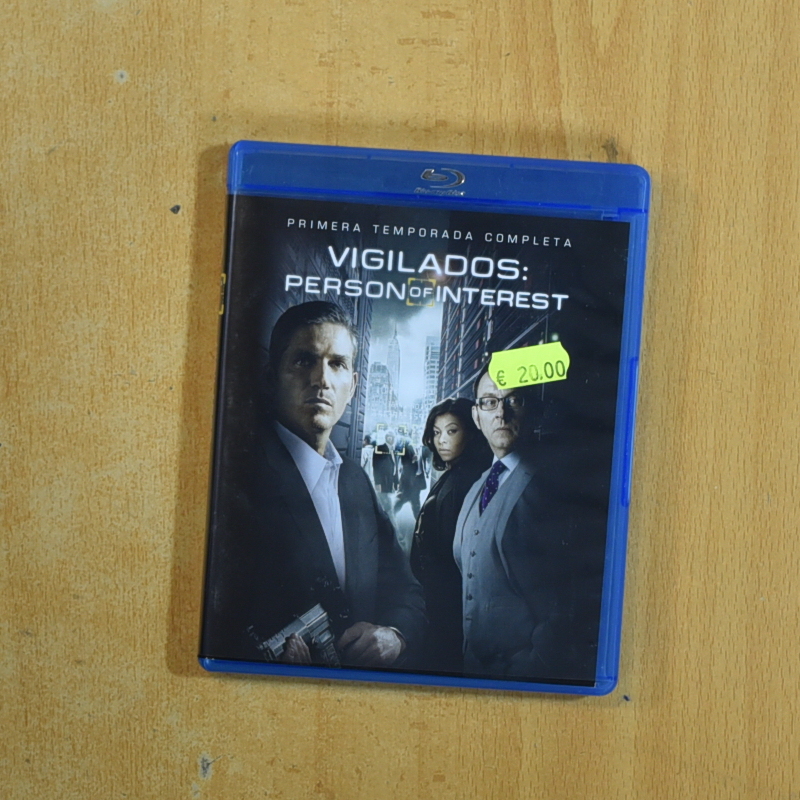 PRIMERA TEMPORADA COMPLETA
VIGILADOS:
PERSON OF INTEREST
€ 20.00